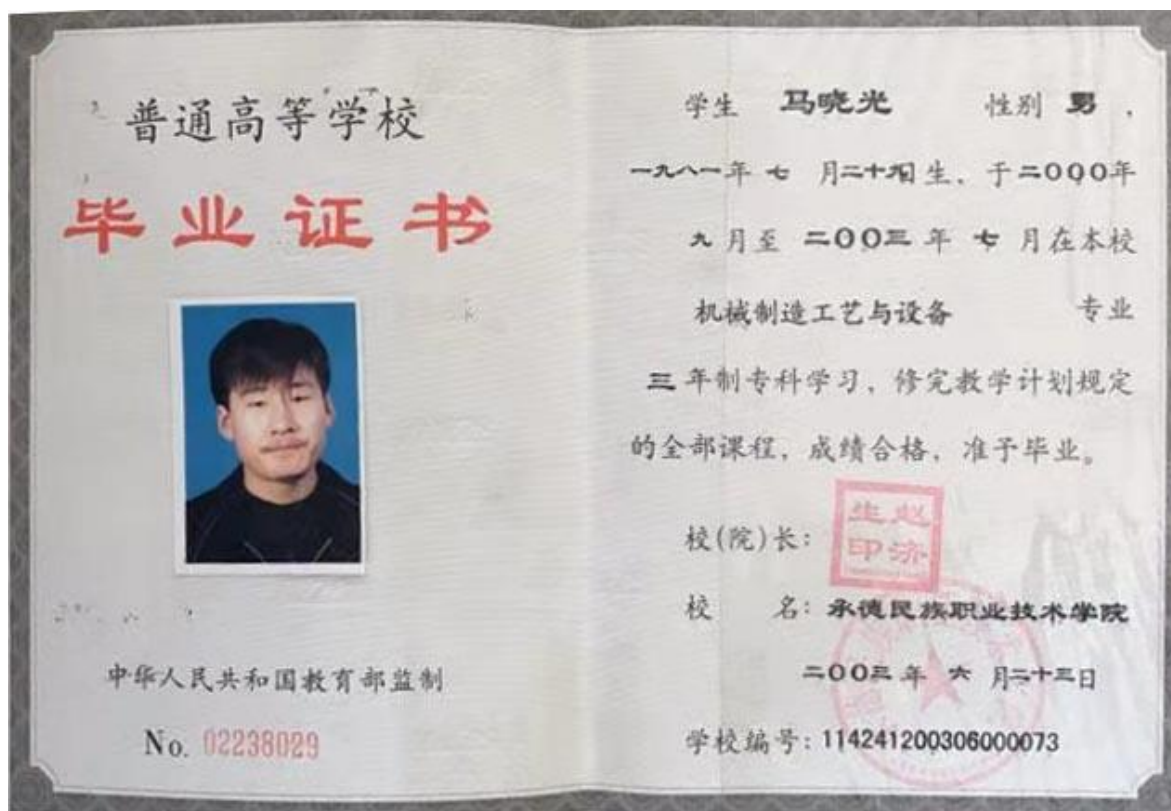 普通高等学校
毕业证书
中华人民共和国教育部监制
No. 02238029
学生 马晓光 性别 男，
一九八一年 七 月二十九日生，于二000年
九月至 二00三 年 七 月在本校
机械制造工艺与设备 专业
三年制专科学习，修完教学计划规定
的全部课程，成绩合格，准予毕业。
校(院)长：
赵济生印
校 名：承德民族职业技术学院
二00三年 六 月二十三日
学校编号：114241200306000073